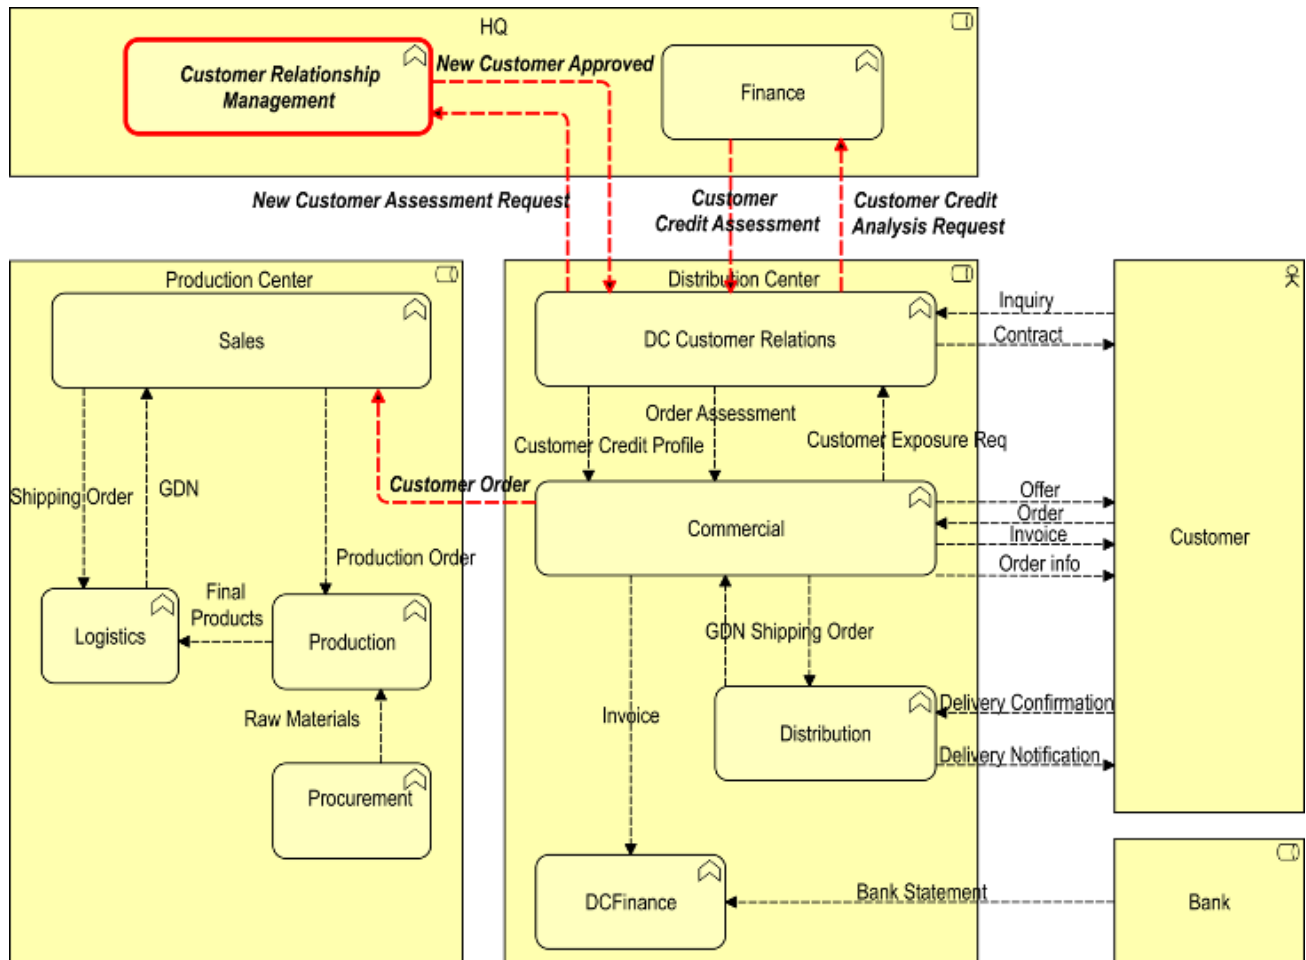 HQ
Customer Relationship
Management
New Customer Approved
Finance
New Customer Assessment Request
Customer
Credit Assessment
Customer Credit
Analysis Request
Production Center
Sales
Shipping Order
GDN
Production Order
Customer Order
Final
Products
Logistics
Production
Raw Materials
Procurement
Distribution Center
DC Customer Relations
Order Assessment
Customer Credit Profile
Customer Exposure Req
Commercial
GDN Shipping Order
Invoice
Distribution
DCFinance
Inquiry
Contract
Offer
Order
Invoice
Order info
Delivery Confirmation
Delivery Notification
Customer
Bank Statement
Bank